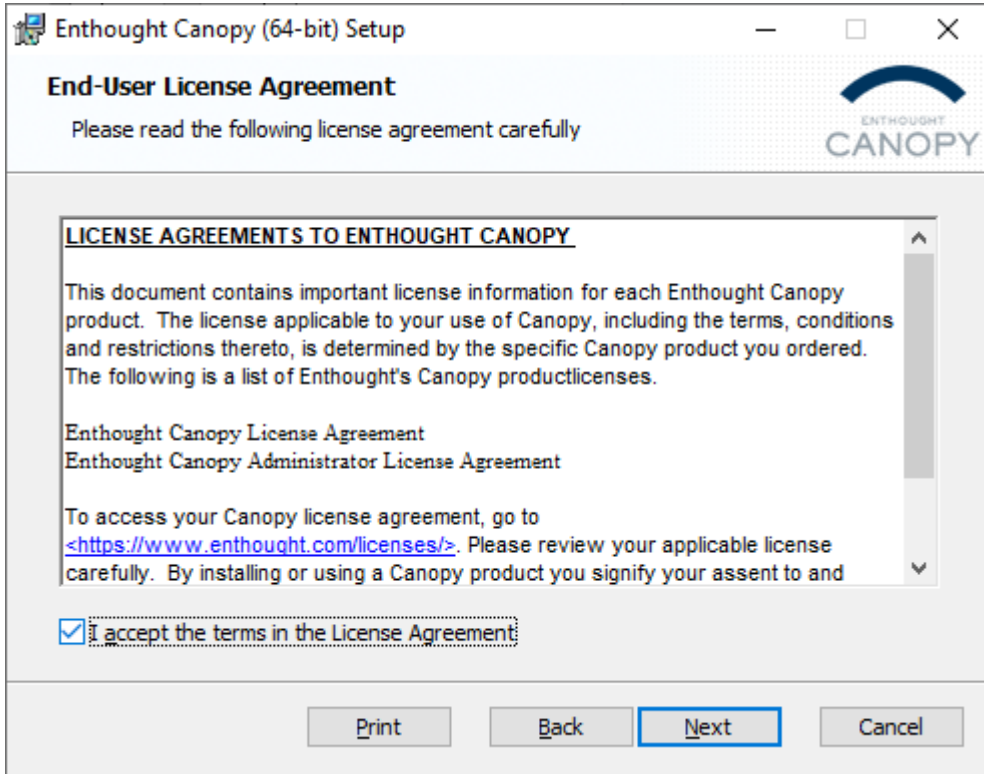 Enthought Canopy (64-bit) Setup
End-User License Agreement
Please read the following license agreement carefully
ENTHOUGHT
CANOPY
LICENSE AGREEMENTS TO ENTHOUGHT CANOPY
This document contains important license information for each Enthought Canopy
product.  The license applicable to your use of Canopy, including the terms, conditions
and restrictions thereto, is determined by the specific Canopy product you ordered.
The following is a list of Enthought's Canopy productlicenses.
Enthought Canopy License Agreement
Enthought Canopy Administrator License Agreement
To access your Canopy license agreement, go to
<https://www.enthought.com/licenses/>. Please review your applicable license
carefully.  By installing or using a Canopy product you signify your assent to and
I accept the terms in the License Agreement
Print Back Next Cancel